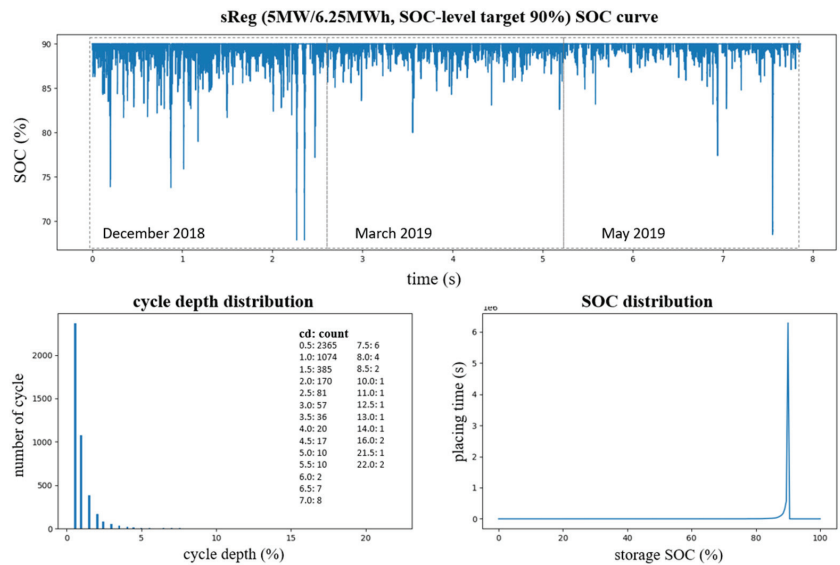 sReg (5MW/6.25MWh, SOC-level target 90%) SOC curve
90
85
80
75
70
SOC (%)
December 2018
March 2019
May 2019
0 1 2 3 4 5 6 7 8
time (s)
cycle depth distribution
2000
1500
1000
500
0
number of cycle
cd: count
0.5: 2365 7.5: 6
1.0: 1074 8.0: 4
1.5: 385 8.5: 2
2.0: 170 10.0: 1
2.5: 81 11.0: 1
3.0: 57 12.5: 1
3.5: 36 13.0: 1
4.0: 20 14.0: 1
4.5: 17 16.0: 2
5.0: 10 21.5: 1
5.5: 10 22.0: 2
6.0: 2
6.5: 7
7.0: 8
0 5 10 15 20
cycle depth (%)
SOC distribution
1e6
6
5
4
3
2
1
0
placing time (s)
0 20 40 60 80 100
storage SOC (%)